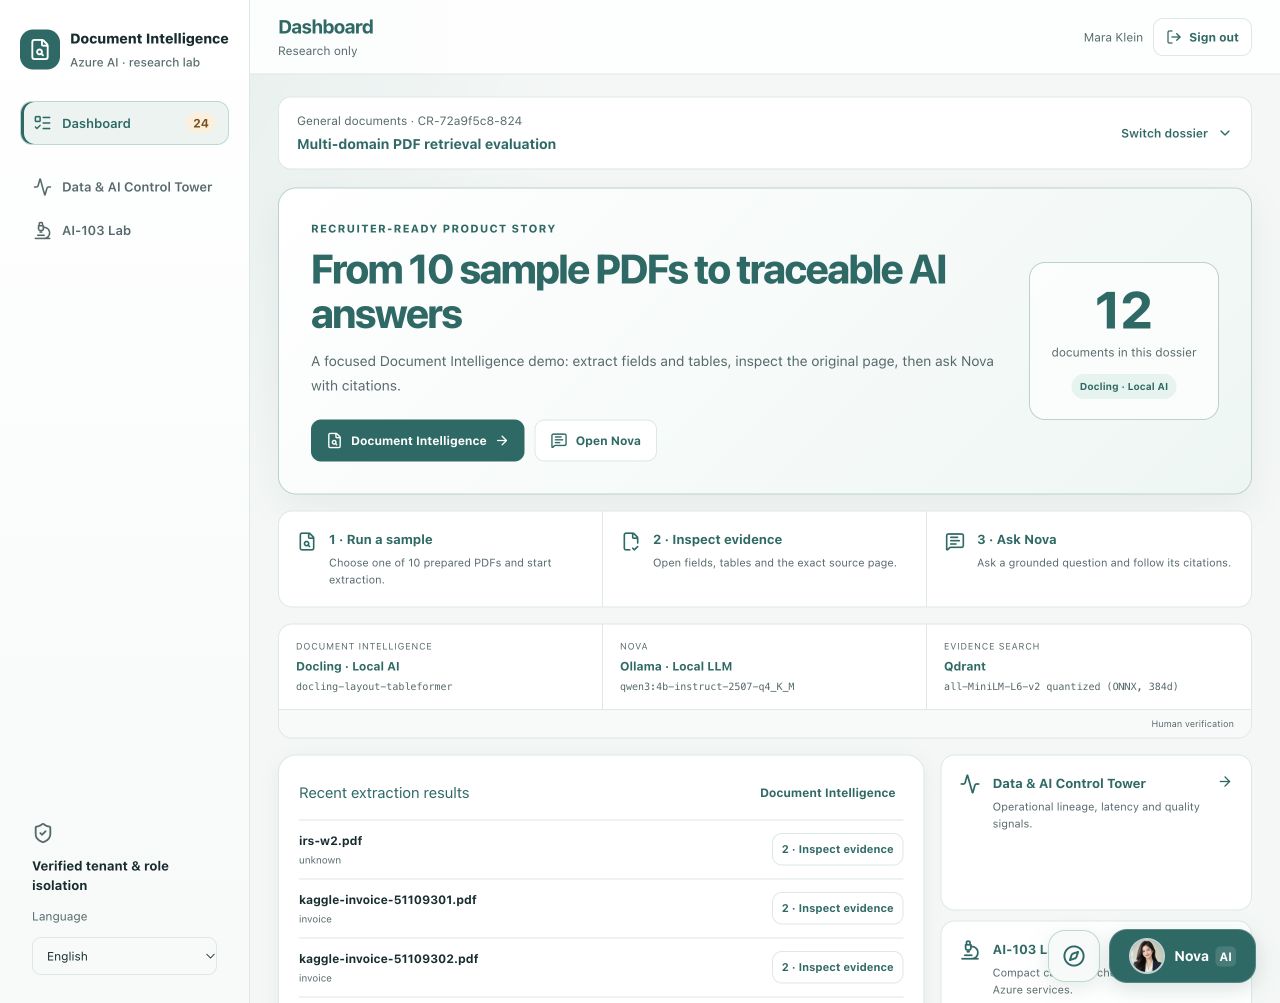 Document Intelligence
Azure AI · research lab
Dashboard
24
Data & AI Control Tower
AI-103 Lab
Verified tenant & role
isolation
Language
English
Dashboard
Research only
Mara Klein
Sign out
General documents · CR-72a9f5c8-824
Multi-domain PDF retrieval evaluation
Switch dossier
RECRUITER-READY PRODUCT STORY
From 10 sample PDFs to traceable AI
answers
A focused Document Intelligence demo: extract fields and tables, inspect the original page, then ask Nova
with citations.
Document Intelligence
Open Nova
12
documents in this dossier
Docling · Local AI
1 · Run a sample
Choose one of 10 prepared PDFs and start
extraction.
2 · Inspect evidence
Open fields, tables and the exact source page.
3 · Ask Nova
Ask a grounded question and follow its citations.
DOCUMENT INTELLIGENCE
Docling · Local AI
docling-layout-tableformer
NOVA
Ollama · Local LLM
qwen3:4b-instruct-2507-q4_K_M
EVIDENCE SEARCH
Qdrant
all-MiniLM-L6-v2 quantized (ONNX, 384d)
Human verification
Recent extraction results
Document Intelligence
irs-w2.pdf
unknown
2 · Inspect evidence
kaggle-invoice-51109301.pdf
invoice
2 · Inspect evidence
kaggle-invoice-51109302.pdf
invoice
2 · Inspect evidence
Data & AI Control Tower
Operational lineage, latency and quality
signals.
AI-103
Compact
Azure services.
Nova AI